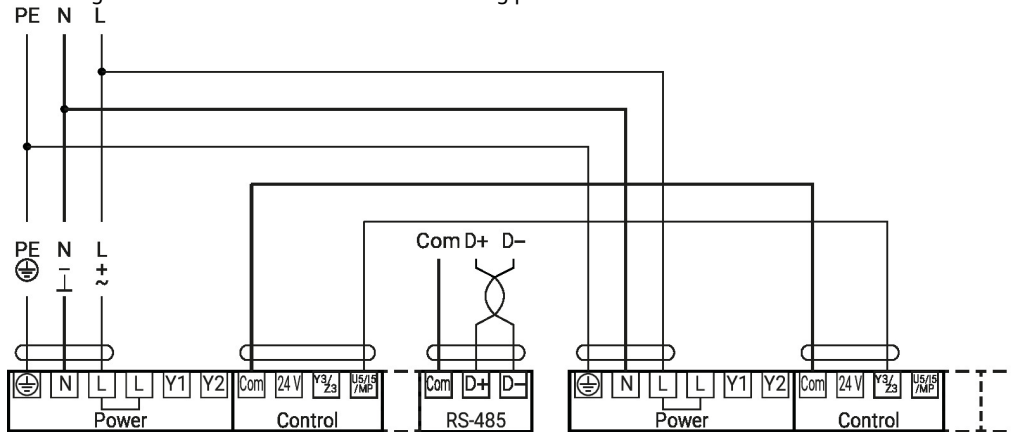 PE N L
PE N L
Com D+ D–
– +
~
N L L Y1 Y2 Com 24 V Y3/Z3 U5/I5/MP Com D+ D– N L L Y1 Y2 Com 24 V Y3/Z3 U5/I5/MP
Power Control RS-485 Power Control